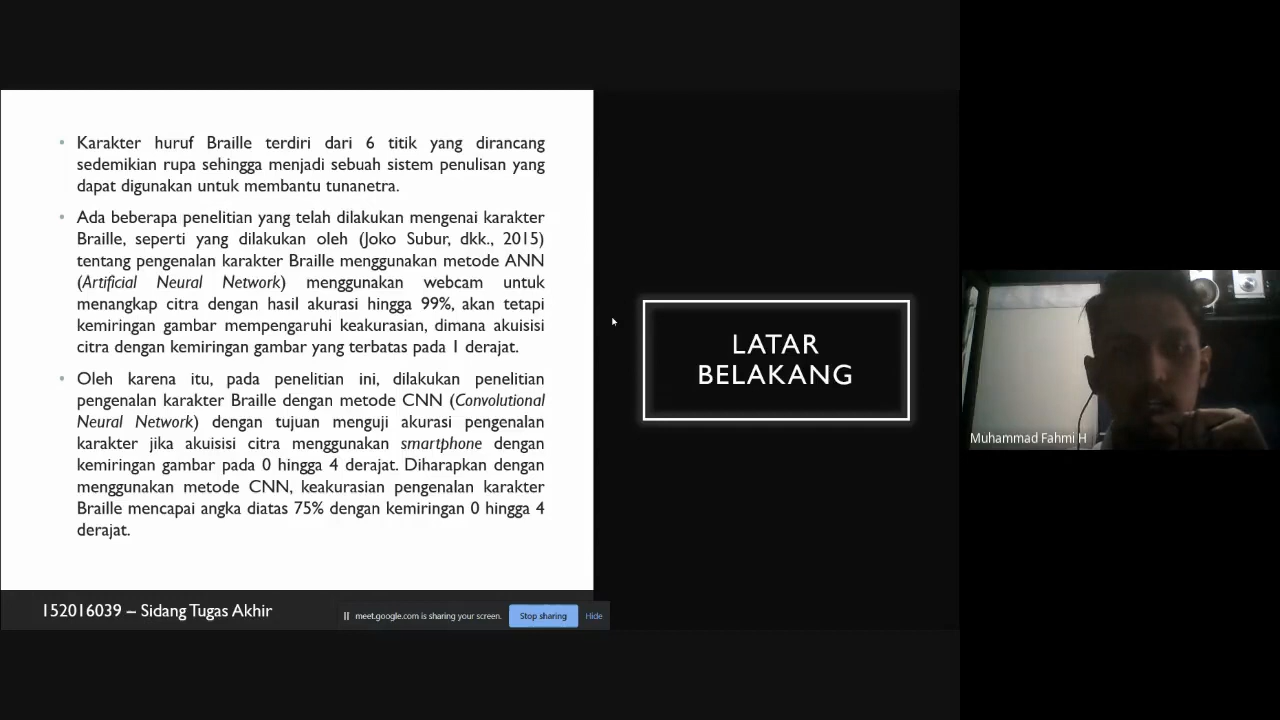 • Karakter huruf Braille terdiri dari 6 titik yang dirancang
sedemikian rupa sehingga menjadi sebuah sistem penulisan yang
dapat digunakan untuk membantu tunanetra.
• Ada beberapa penelitian yang telah dilakukan mengenai karakter
Braille, seperti yang dilakukan oleh (Joko Subur, dkk., 2015)
tentang pengenalan karakter Braille menggunakan metode ANN
(Artificial Neural Network) menggunakan webcam untuk
menangkap citra dengan hasil akurasi hingga 99%, akan tetapi
kemiringan gambar mempengaruhi keakurasian, dimana akuisisi
citra dengan kemiringan gambar yang terbatas pada 1 derajat.
• Oleh karena itu, pada penelitian ini, dilakukan penelitian
pengenalan karakter Braille dengan metode CNN (Convolutional
Neural Network) dengan tujuan menguji akurasi pengenalan
karakter jika akuisisi citra menggunakan smartphone dengan
kemiringan gambar pada 0 hingga 4 derajat. Diharapkan dengan
menggunakan metode CNN, keakurasian pengenalan karakter
Braille mencapai angka diatas 75% dengan kemiringan 0 hingga 4
derajat.
LATAR
BELAKANG
152016039 – Sidang Tugas Akhir
meet.google.com is sharing your screen.
Stop sharing
Hide
Muhammad Fahmi H